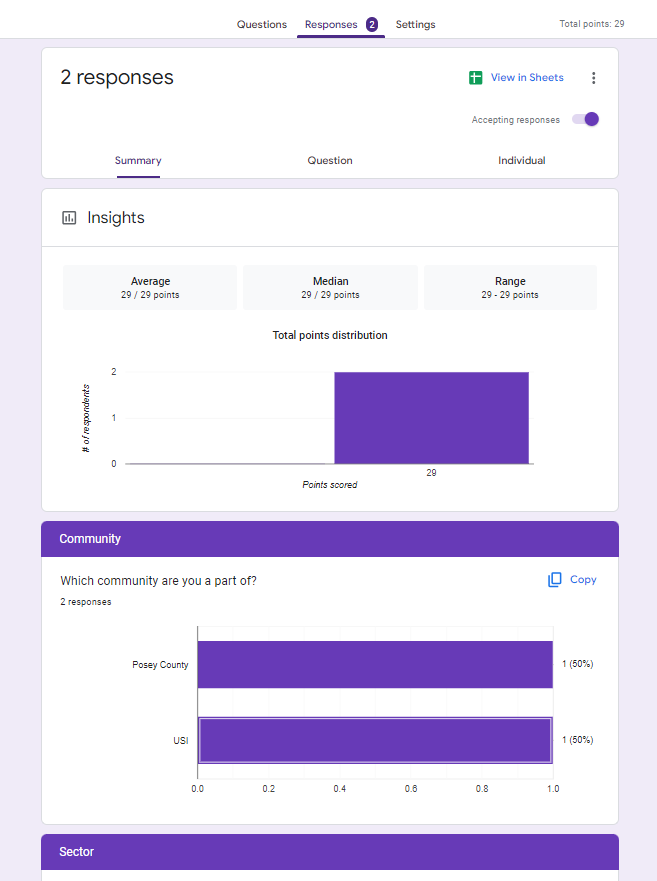 Questions Responses 2 Settings Total points: 29
2 responses View in Sheets
Accepting responses
Summary Question Individual
Insights
Average Median Range
29 / 29 points 29 / 29 points 29 - 29 points
Total points distribution
2
1
0
# of respondents
29
Points scored
Community
Which community are you a part of? Copy
2 responses
Posey County 1 (50%)
USI 1 (50%)
0.0 0.2 0.4 0.6 0.8 1.0
Sector